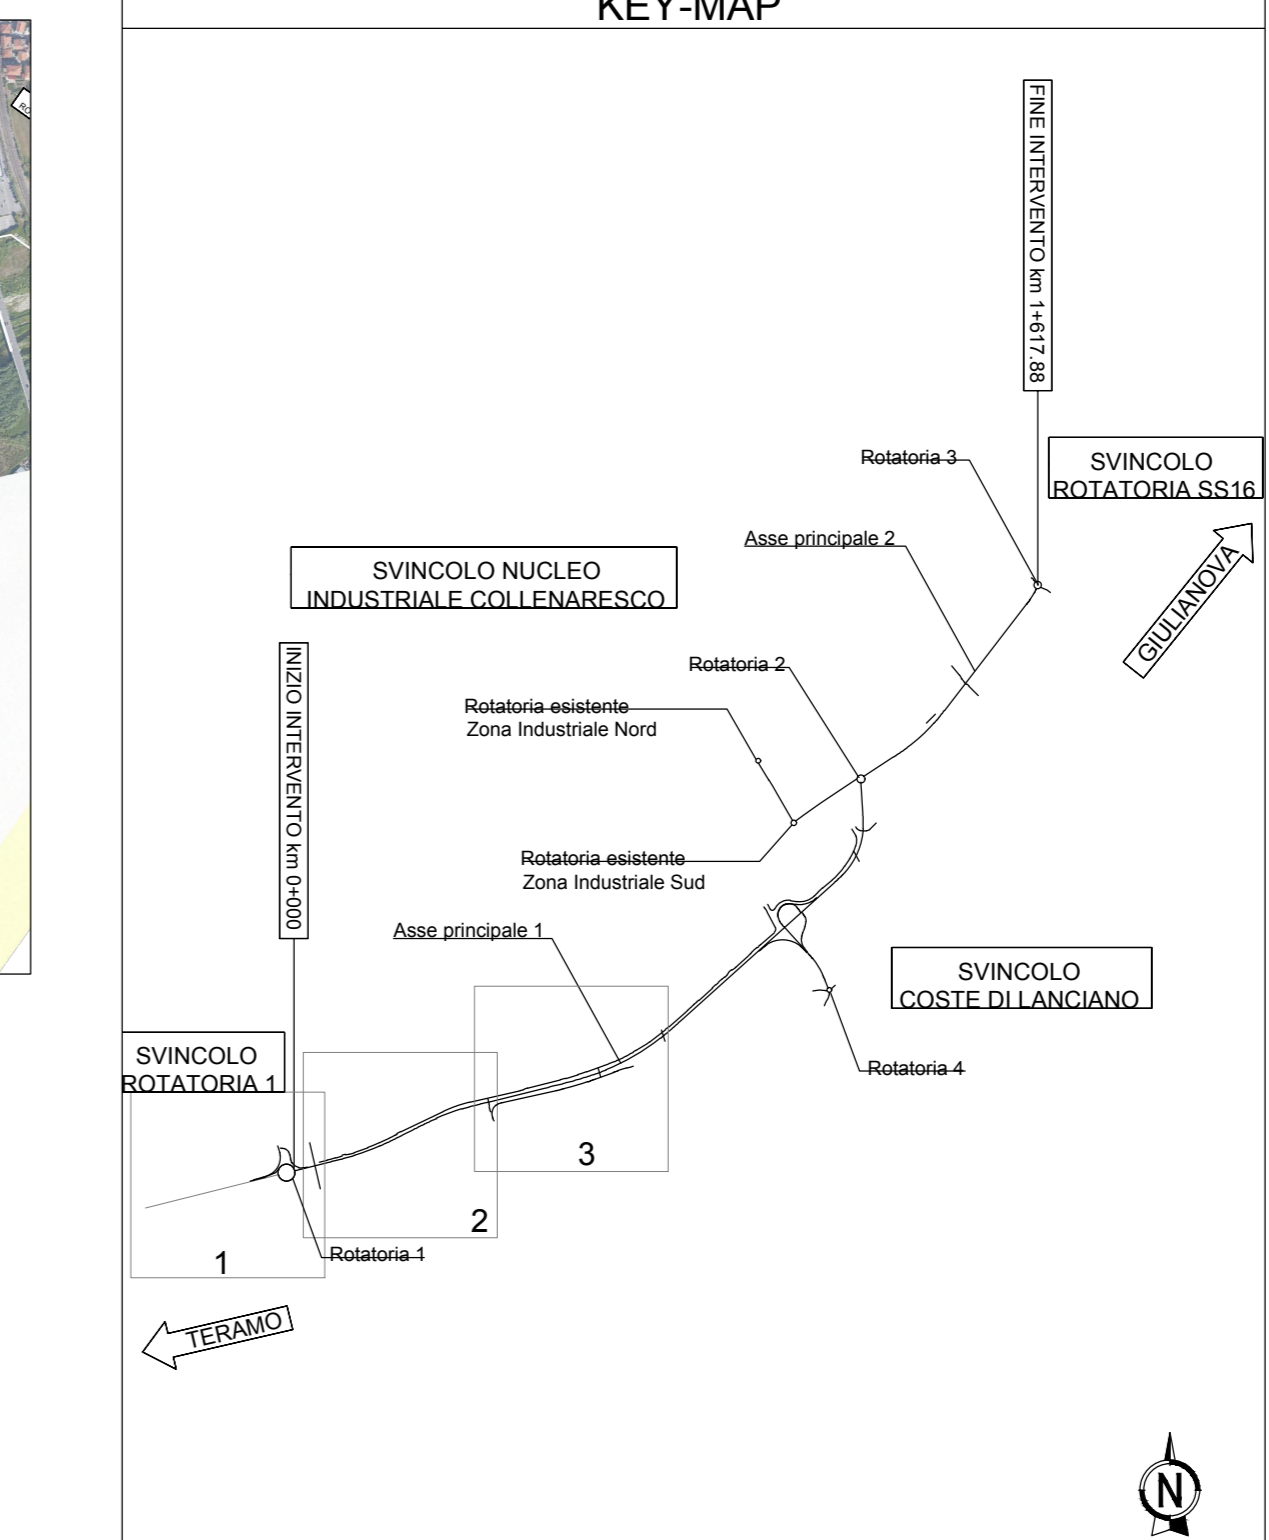 KEY-MAP
FINE INTERVENTO km 1+617.88
Rotatoria 3
SVINCOLO
ROTATORIA SS16
Asse principale 2
GIULIANOVA
SVINCOLO NUCLEO
INDUSTRIALE COLLENARESCO
INIZIO INTERVENTO km 0+000
Rotatoria 2
Rotatoria esistente
Zona Industriale Nord
Rotatoria esistente
Zona Industriale Sud
Asse principale 1
SVINCOLO
COSTE DI LANCIANO
SVINCOLO
ROTATORIA 1
Rotatoria 4
3
2
1
Rotatoria 1
TERAMO
N